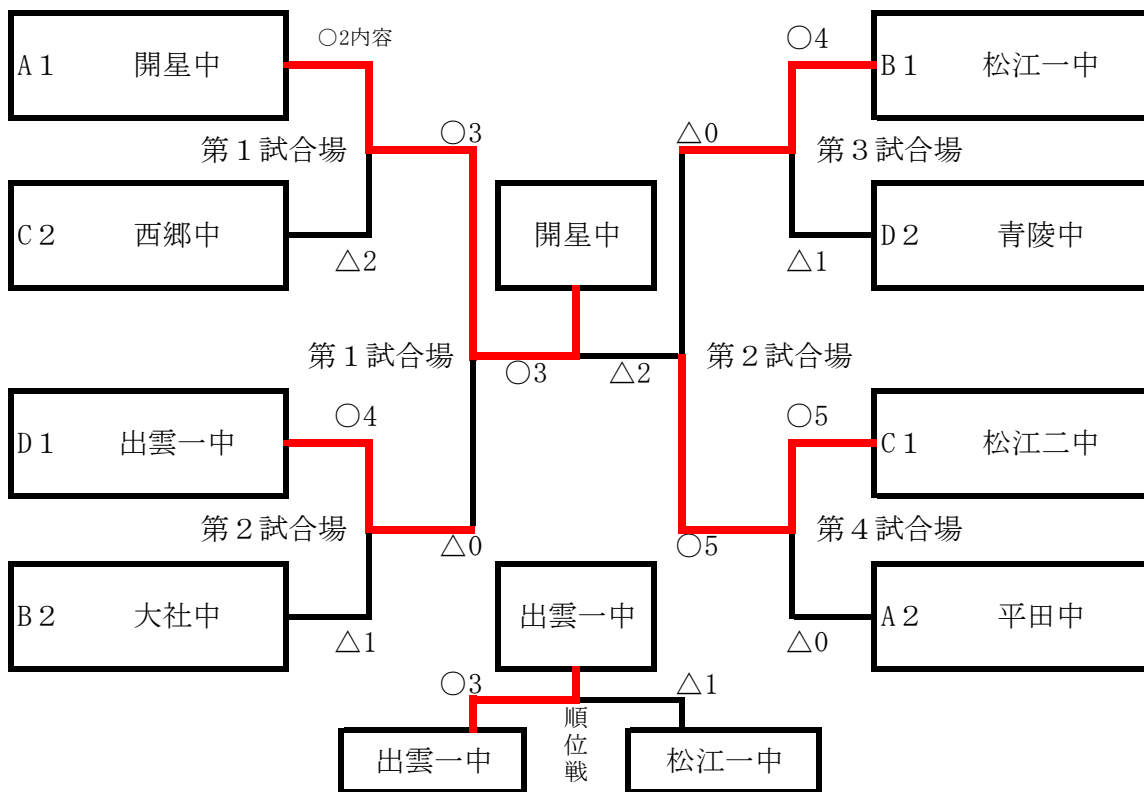 ○2内容
○4
A1 開星中
B1 松江一中
○3
△0
第1試合場
第3試合場
C2 西郷中
開星中
D2 青陵中
△2
△1
第1試合場
第2試合場
○3
△2
○4
○5
D1 出雲一中
C1 松江二中
第2試合場
第4試合場
△0
○5
B2 大社中
出雲一中
A2 平田中
△1
△0
○3
△1
順位戦
出雲一中
松江一中